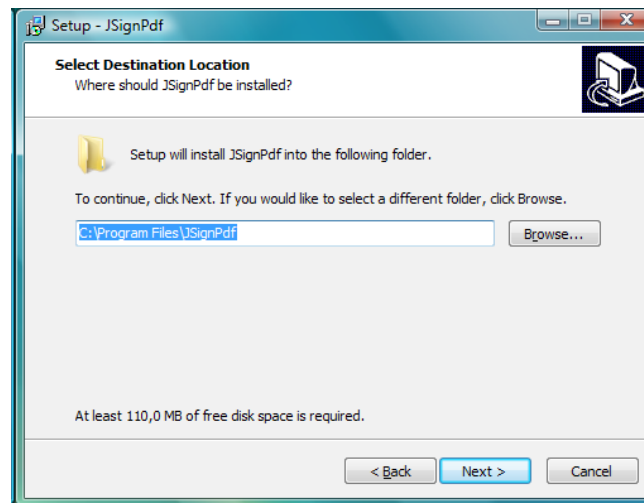 Setup - JSignPdf
Select Destination Location
Where should JSignPdf be installed?
Setup will install JSignPdf into the following folder.
To continue, click Next. If you would like to select a different folder, click Browse.
C:\Program Files\JSignPdf
Browse...
At least 110,0 MB of free disk space is required.
< Back
Next >
Cancel